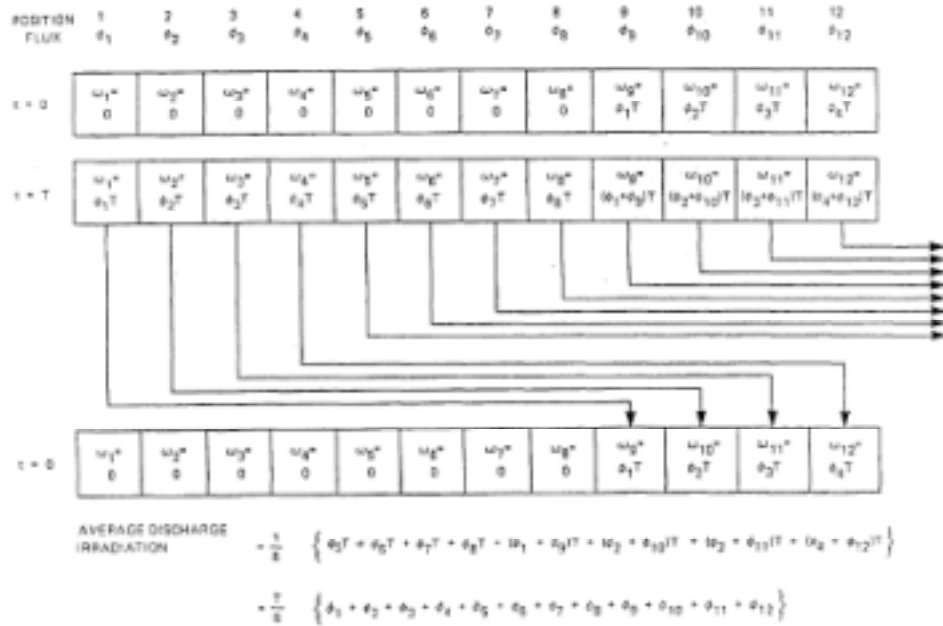 POSITION 1 2 3 4 5 6 7 8 9 10 11 12
FLUX ϕ₁ ϕ₂ ϕ₃ ϕ₄ ϕ₅ ϕ₆ ϕ₇ ϕ₈ ϕ₉ ϕ₁₀ ϕ₁₁ ϕ₁₂
t = 0 ω₁= ω₂= ω₃= ω₄= ω₅= ω₆= ω₇= ω₈= ω₉= ω₁₀= ω₁₁= ω₁₂=
0 0 0 0 0 0 0 0 ϕ₁T ϕ₂T ϕ₃T ϕ₄T
t = T ω₁= ω₂= ω₃= ω₄= ω₅= ω₆= ω₇= ω₈= ω₉= ω₁₀= ω₁₁= ω₁₂=
ϕ₁T ϕ₂T ϕ₃T ϕ₄T ϕ₅T ϕ₆T ϕ₇T ϕ₈T (ϕ₁+ϕ₉)T (ϕ₂+ϕ₁₀)T (ϕ₃+ϕ₁₁)T (ϕ₄+ϕ₁₂)T
t = 0 ω₁= ω₂= ω₃= ω₄= ω₅= ω₆= ω₇= ω₈= ω₉= ω₁₀= ω₁₁= ω₁₂=
0 0 0 0 0 0 0 0 ϕ₁T ϕ₂T ϕ₃T ϕ₄T
AVERAGE DISCHARGE
IRRADIATION = 1/8 {ϕ₅T + ϕ₆T + ϕ₇T + ϕ₈T + (ϕ₁ + ϕ₉)T + (ϕ₂ + ϕ₁₀)T + (ϕ₃ + ϕ₁₁)T + (ϕ₄ + ϕ₁₂)T}
= T/8 {ϕ₁ + ϕ₂ + ϕ₃ + ϕ₄ + ϕ₅ + ϕ₆ + ϕ₇ + ϕ₈ + ϕ₉ + ϕ₁₀ + ϕ₁₁ + ϕ₁₂}